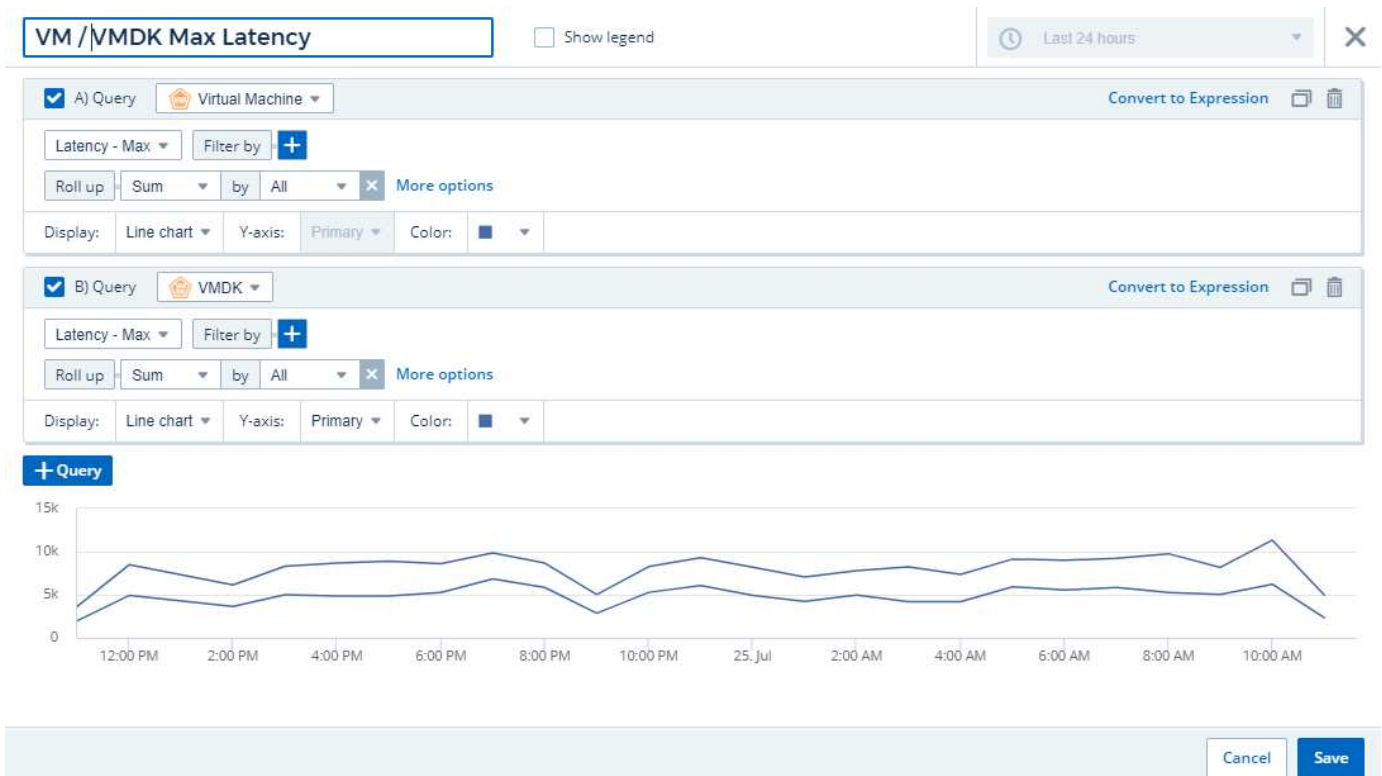 VM / VMDK Max Latency Show legend Last 24 hours
A) Query Virtual Machine Convert to Expression
Latency - Max Filter by +
Roll up Sum by All × More options
Display: Line chart Y-axis: Primary Color:
B) Query VMDK Convert to Expression
Latency - Max Filter by +
Roll up Sum by All × More options
Display: Line chart Y-axis: Primary Color:
+ Query
15k
10k
5k
0
12:00 PM 2:00 PM 4:00 PM 6:00 PM 8:00 PM 10:00 PM 25. Jul 2:00 AM 4:00 AM 6:00 AM 8:00 AM 10:00 AM
Cancel Save